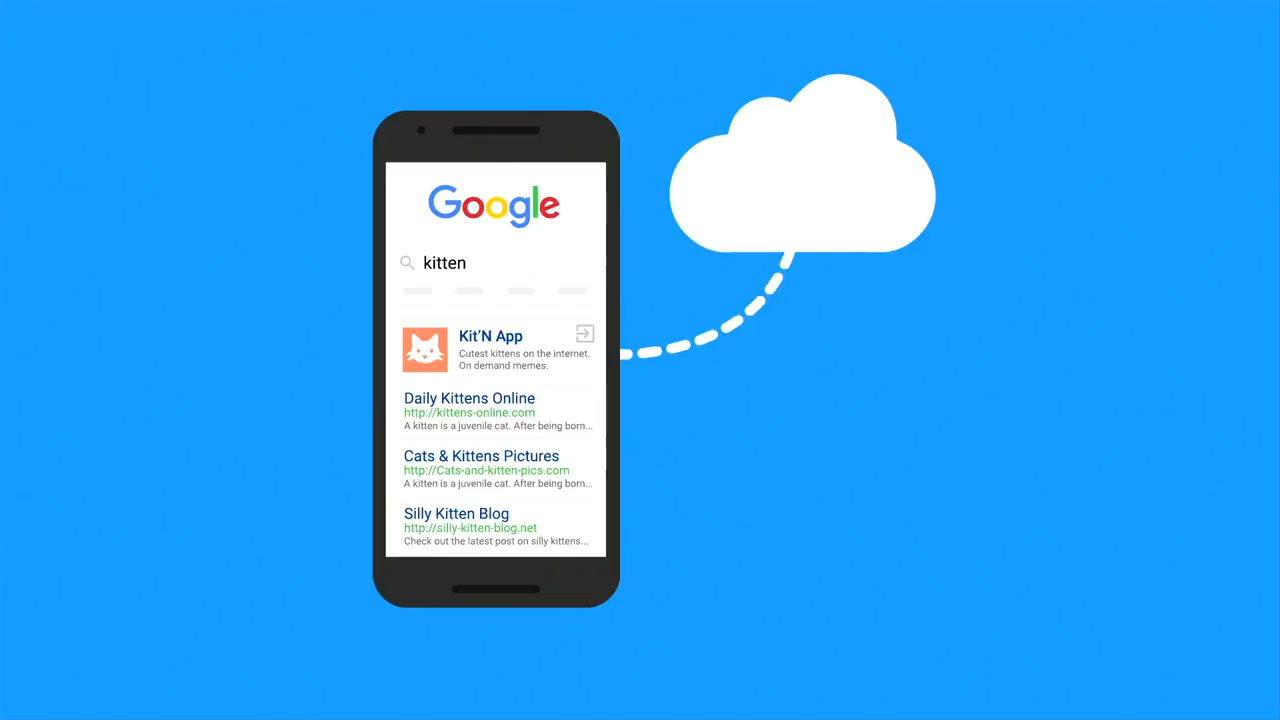 Google
kitten
Kit'N App
Cutest kittens on the internet.
On demand memes.
Daily Kittens Online
http://kittens-online.com
A kitten is a juvenile cat. After being born...
Cats & Kittens Pictures
http://Cats-and-kitten-pics.com
A kitten is a juvenile cat. After being born...
Silly Kitten Blog
http://silly-kitten-blog.net
Check out the latest post on silly kittens...